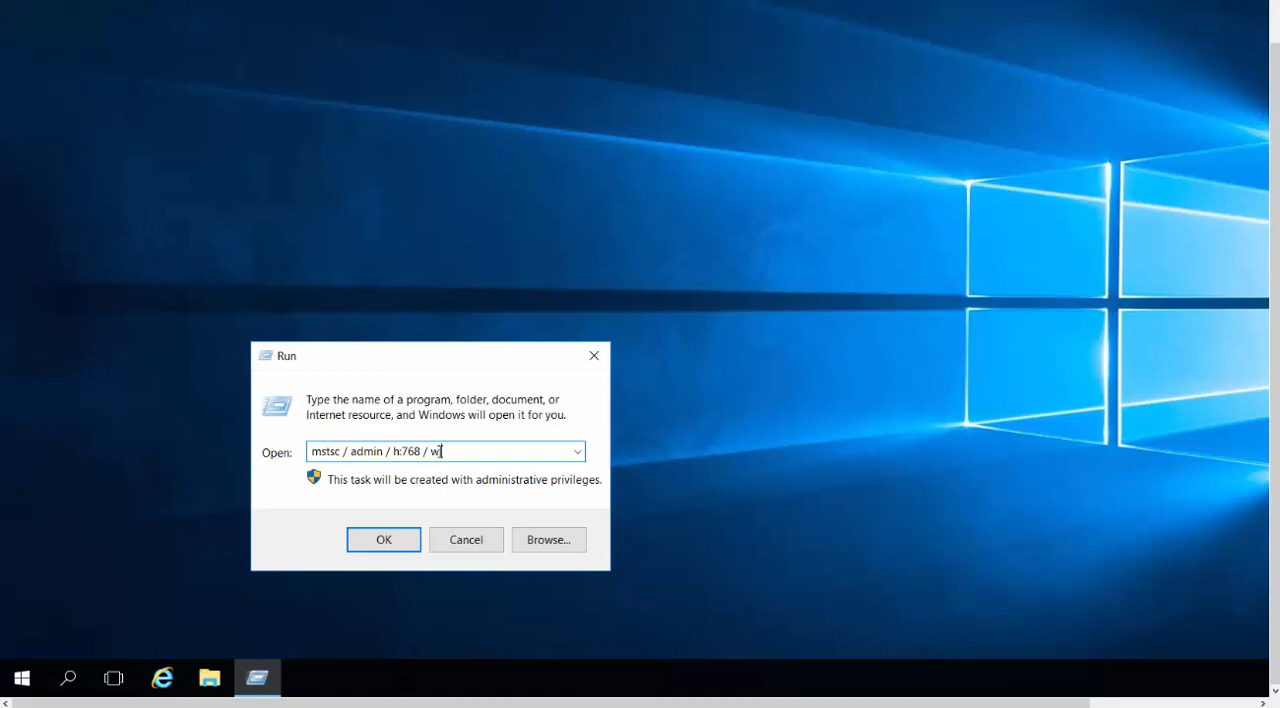 Run
Type the name of a program, folder, document, or
Internet resource, and Windows will open it for you.
Open: mstsc / admin / h:768 / w
This task will be created with administrative privileges.
OK Cancel Browse...